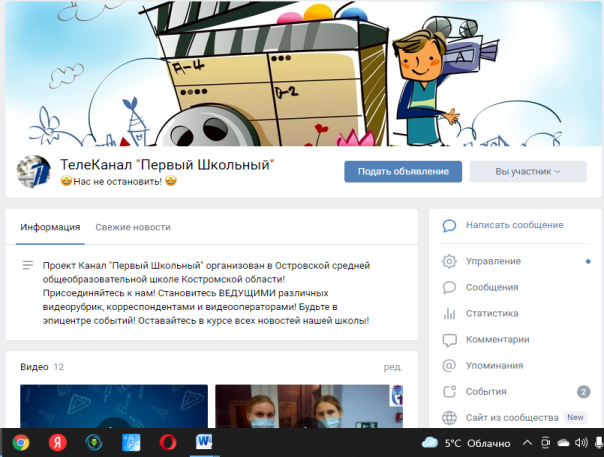 A-4
A-2
A
ТелеКанал "Первый Школьный"
🤩Нас не остановить! 🤩
Подать объявление
Вы участник
Информация
Свежие новости
Проект Канал "Первый Школьный" организован в Островской средней
общеобразовательной школе Костромской области!
Присоединяйтесь к нам! Становитесь ВЕДУЩИМИ различных
видеорубрик, корреспондентами и видеооператорами! Будьте в
эпицентре событий! Оставайтесь в курсе всех новостей нашей школы!
Видео 12
ред.
Написать сообщение
Управление
Сообщения
Статистика
Комментарии
Упоминания
События 2
Сайт из сообщества New
5°C Облачно